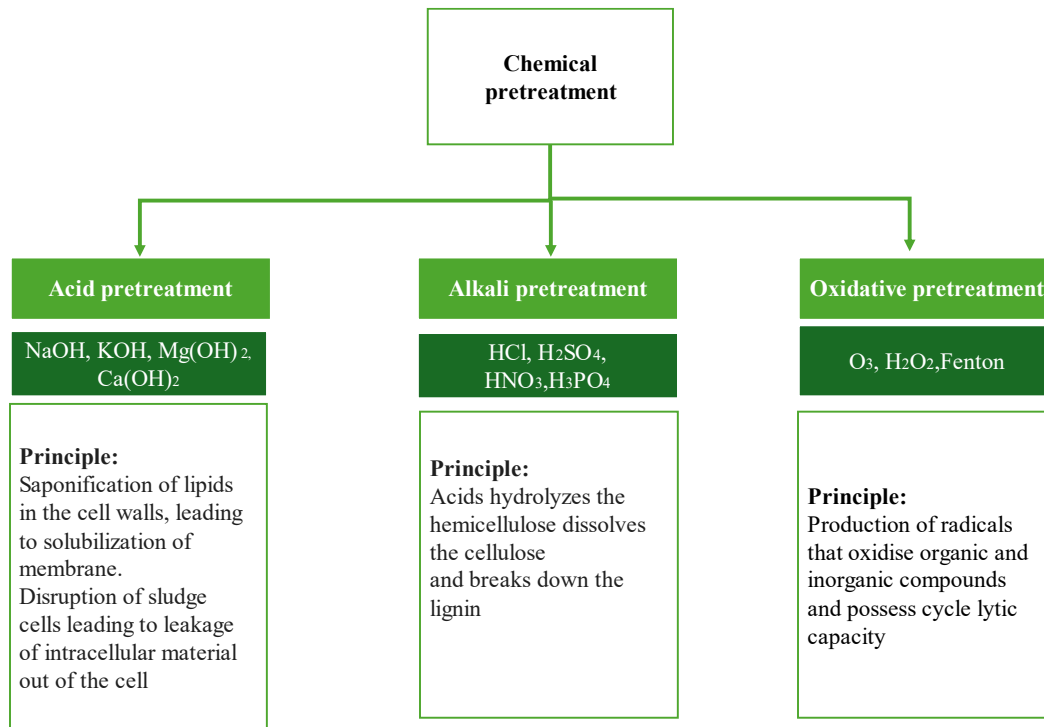 Chemical
pretreatment
Acid pretreatment
NaOH, KOH, Mg(OH) 2,
Ca(OH)2
Principle:
Saponification of lipids
in the cell walls, leading
to solubilization of
membrane.
Disruption of sludge
cells leading to leakage
of intracellular material
out of the cell
Alkali pretreatment
HCl, H2SO4,
HNO3,H3PO4
Principle:
Acids hydrolyzes the
hemicellulose dissolves
the cellulose
and breaks down the
lignin
Oxidative pretreatment
O3, H2O2,Fenton
Principle:
Production of radicals
that oxidise organic and
inorganic compounds
and possess cycle lytic
capacity